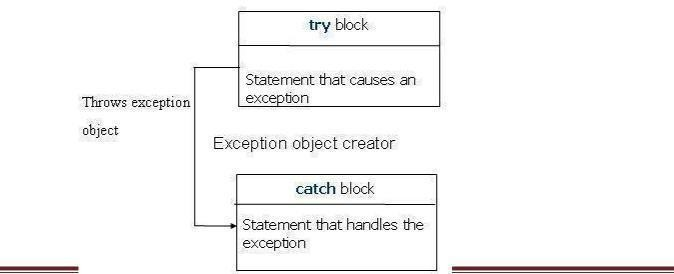 try block
Statement that causes an
exception
Throws exception
object
Exception object creator
catch block
Statement that handles the
exception